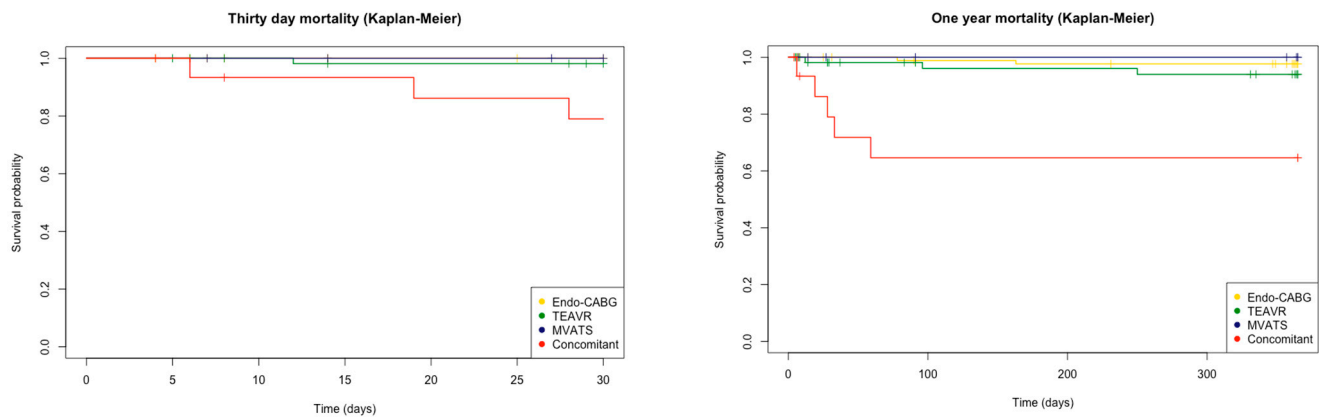 Thirty day mortality (Kaplan-Meier)
Survival probability
1.0
0.8
0.6
0.4
0.2
0.0
Endo-CABG
TEAVR
MVATS
Concomitant
0 5 10 15 20 25 30
Time (days)
One year mortality (Kaplan-Meier)
Survival probability
1.0
0.8
0.6
0.4
0.2
0.0
Endo-CABG
TEAVR
MVATS
Concomitant
0 100 200 300
Time (days)